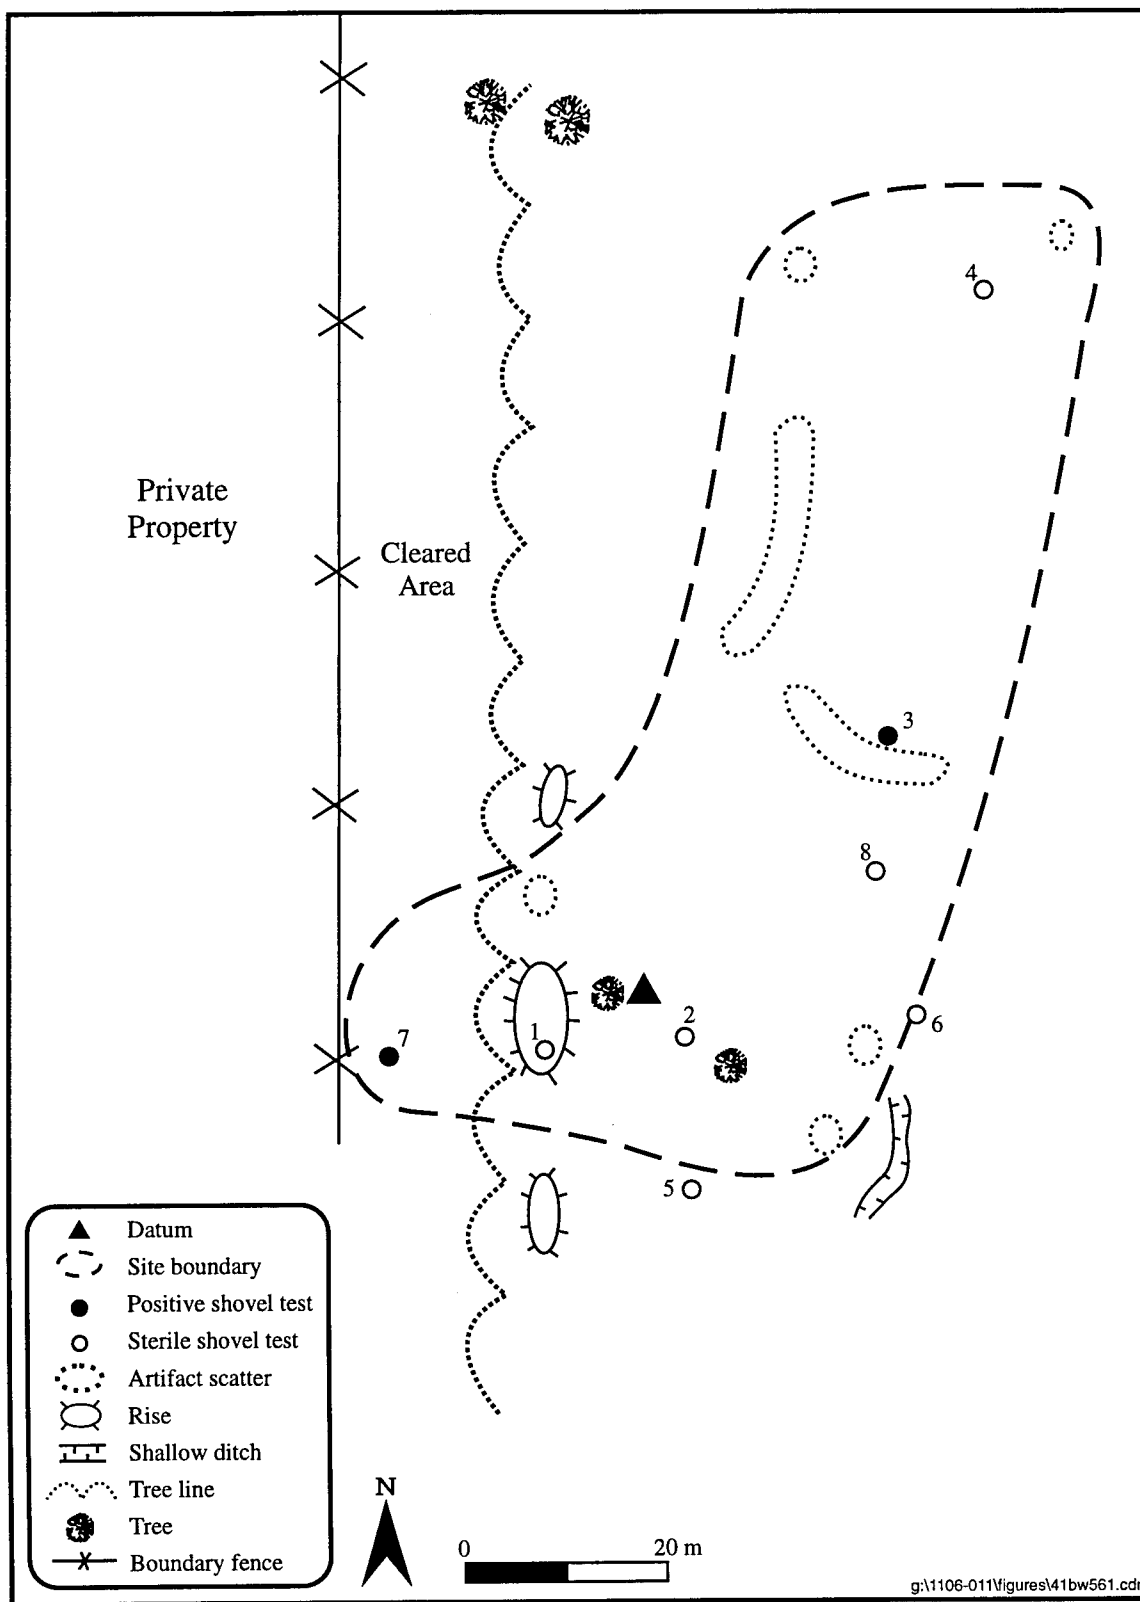 4
Private
Property
Cleared
Area
3
8
6
2
1
7
5
Datum
Site boundary
Positive shovel test
Sterile shovel test
Artifact scatter
Rise
Shallow ditch
Tree line
Tree
Boundary fence
N
0 20 m
g:\1106-011\figures\41bw561.cdr